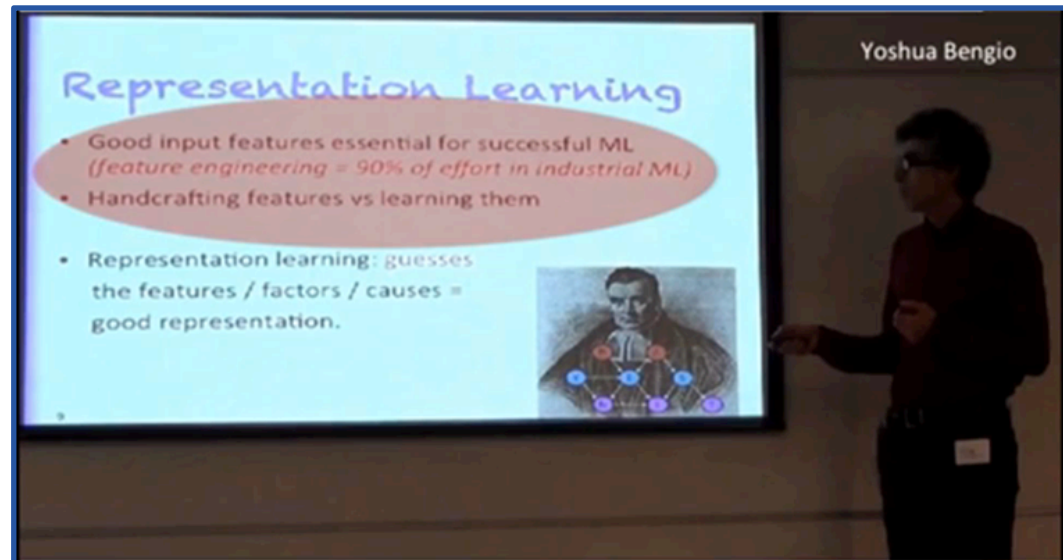 Yoshua Bengio
Representation Learning
• Good input features essential for successful ML
(feature engineering = 90% of effort in industrial ML)
• Handcrafting features vs learning them
• Representation learning: guesses
the features / factors / causes =
good representation.
9